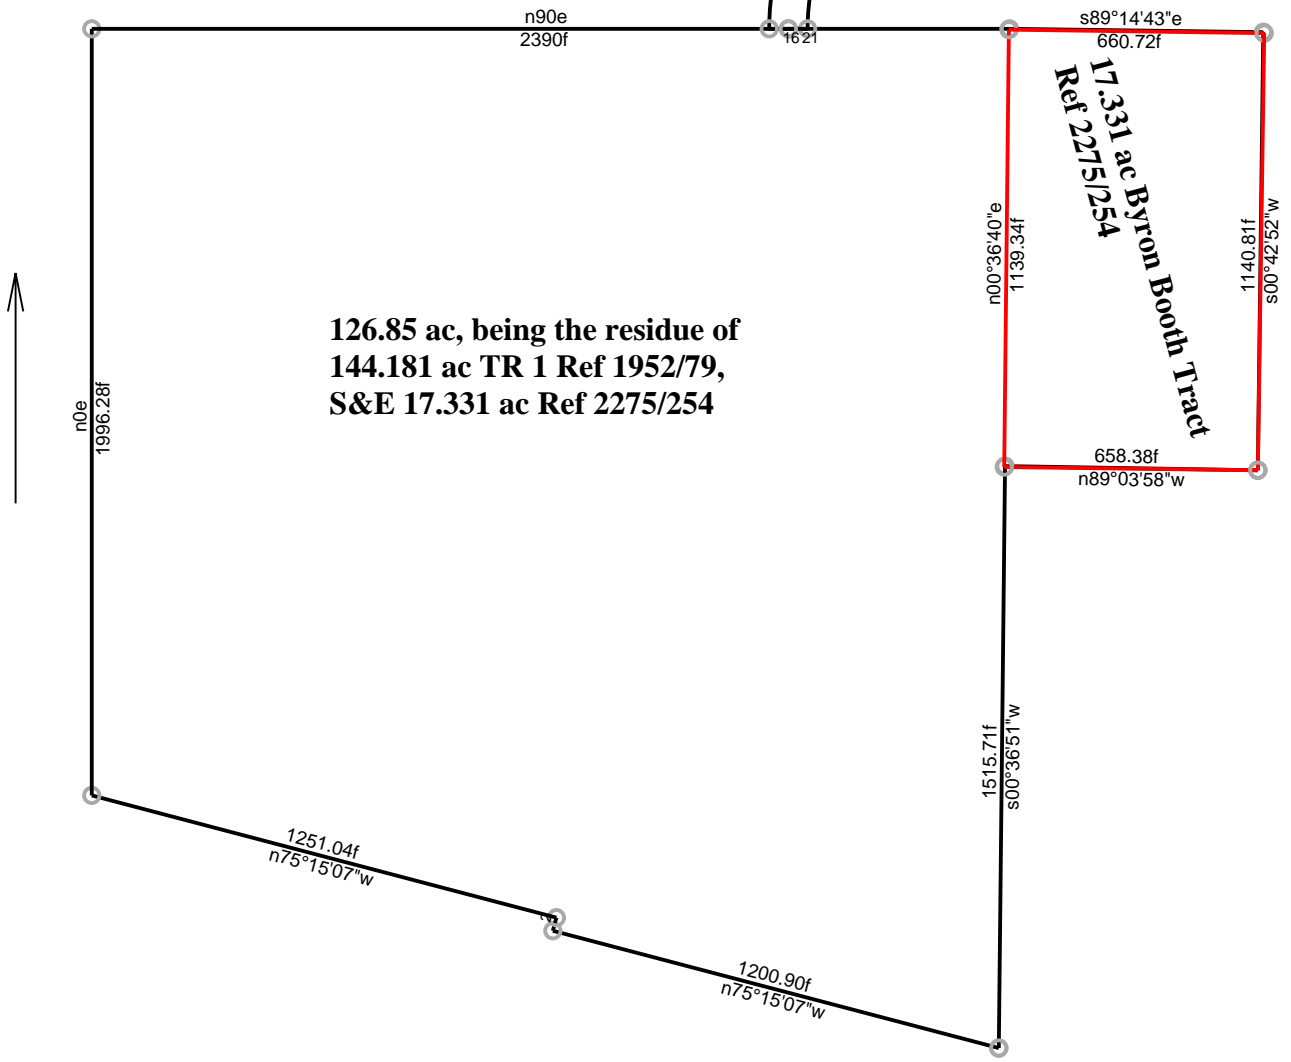 n90e
2390f
1621
s89°14'43"e
660.72f
17.331 ac Byron Booth Tract
Ref 2275/254
n00°36'40"e
1139.34f
1140.81f
s00°42'52"w
126.85 ac, being the residue of
144.181 ac TR 1 Ref 1952/79,
S&E 17.331 ac Ref 2275/254
n0e
1996.28f
658.38f
n89°03'58"w
1515.71f
s00°36'51"w
1251.04f
n75°15'07"w
1200.90f
n75°15'07"w